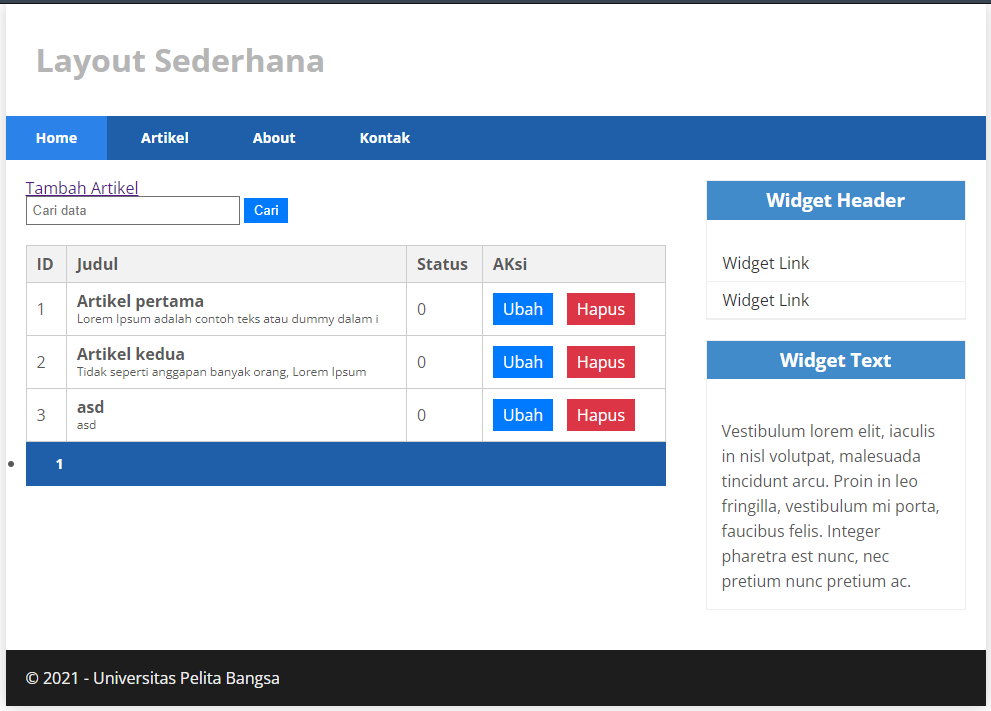 Layout Sederhana
Home Artikel About Kontak
Tambah Artikel
Cari data Cari
ID Judul Status AKsi
1 Artikel pertama 0 Ubah Hapus
Lorem Ipsum adalah contoh teks atau dummy dalam i
2 Artikel kedua 0 Ubah Hapus
Tidak seperti anggapan banyak orang, Lorem Ipsum
3 asd 0 Ubah Hapus
asd
1
Widget Header
Widget Link
Widget Link
Widget Text
Vestibulum lorem elit, iaculis
in nisl volutpat, malesuada
tincidunt arcu. Proin in leo
fringilla, vestibulum mi porta,
faucibus felis. Integer
pharetra est nunc, nec
pretium nunc pretium ac.
© 2021 - Universitas Pelita Bangsa